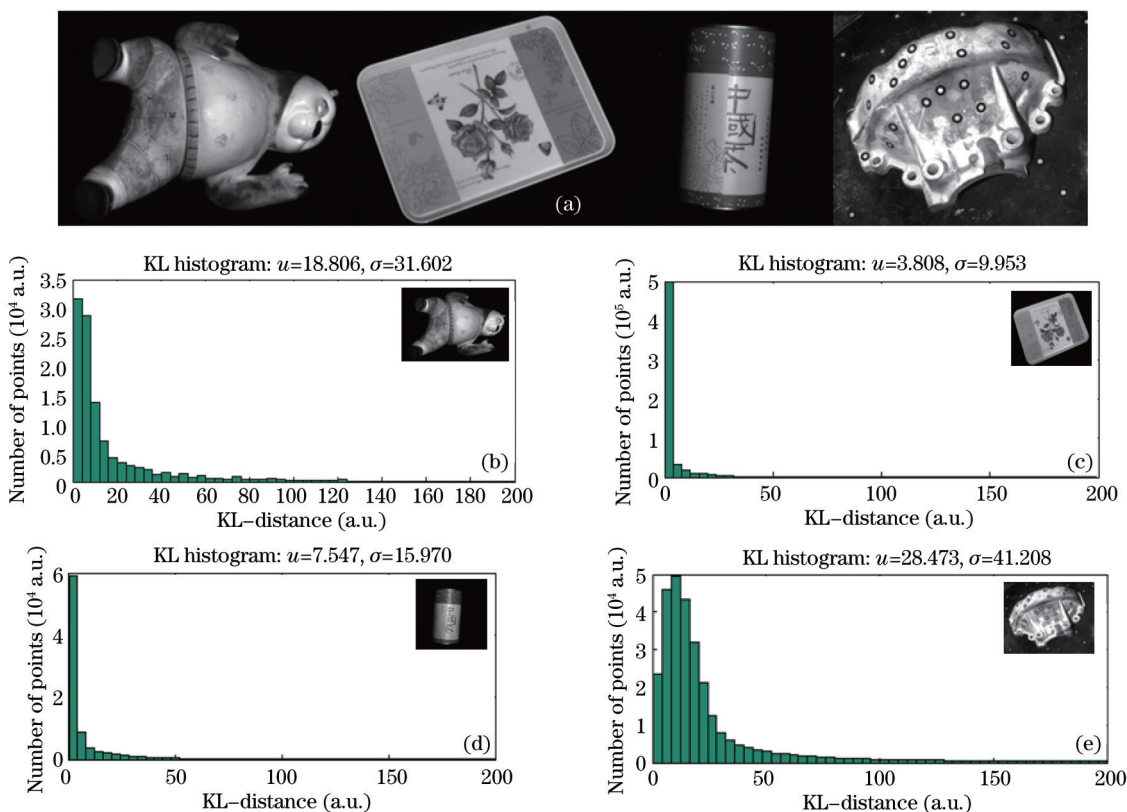 (a)
KL histogram: u=18.806, σ=31.602
Number of points (10⁴ a.u.)
3.5
3.0
2.5
2.0
1.5
1.0
0.5
0
0 20 40 60 80 100 120 140 160 180 200
KL-distance (a.u.)
(b)
KL histogram: u=3.808, σ=9.953
Number of points (10⁵ a.u.)
5
4
3
2
1
0
0 50 100 150 200
KL-distance (a.u.)
(c)
KL histogram: u=7.547, σ=15.970
Number of points (10⁴ a.u.)
6
4
2
0
0 50 100 150 200
KL-distance (a.u.)
(d)
KL histogram: u=28.473, σ=41.208
Number of points (10⁴ a.u.)
5
4
5
2
1
0
0 50 100 150 200
KL-distance (a.u.)
(e)